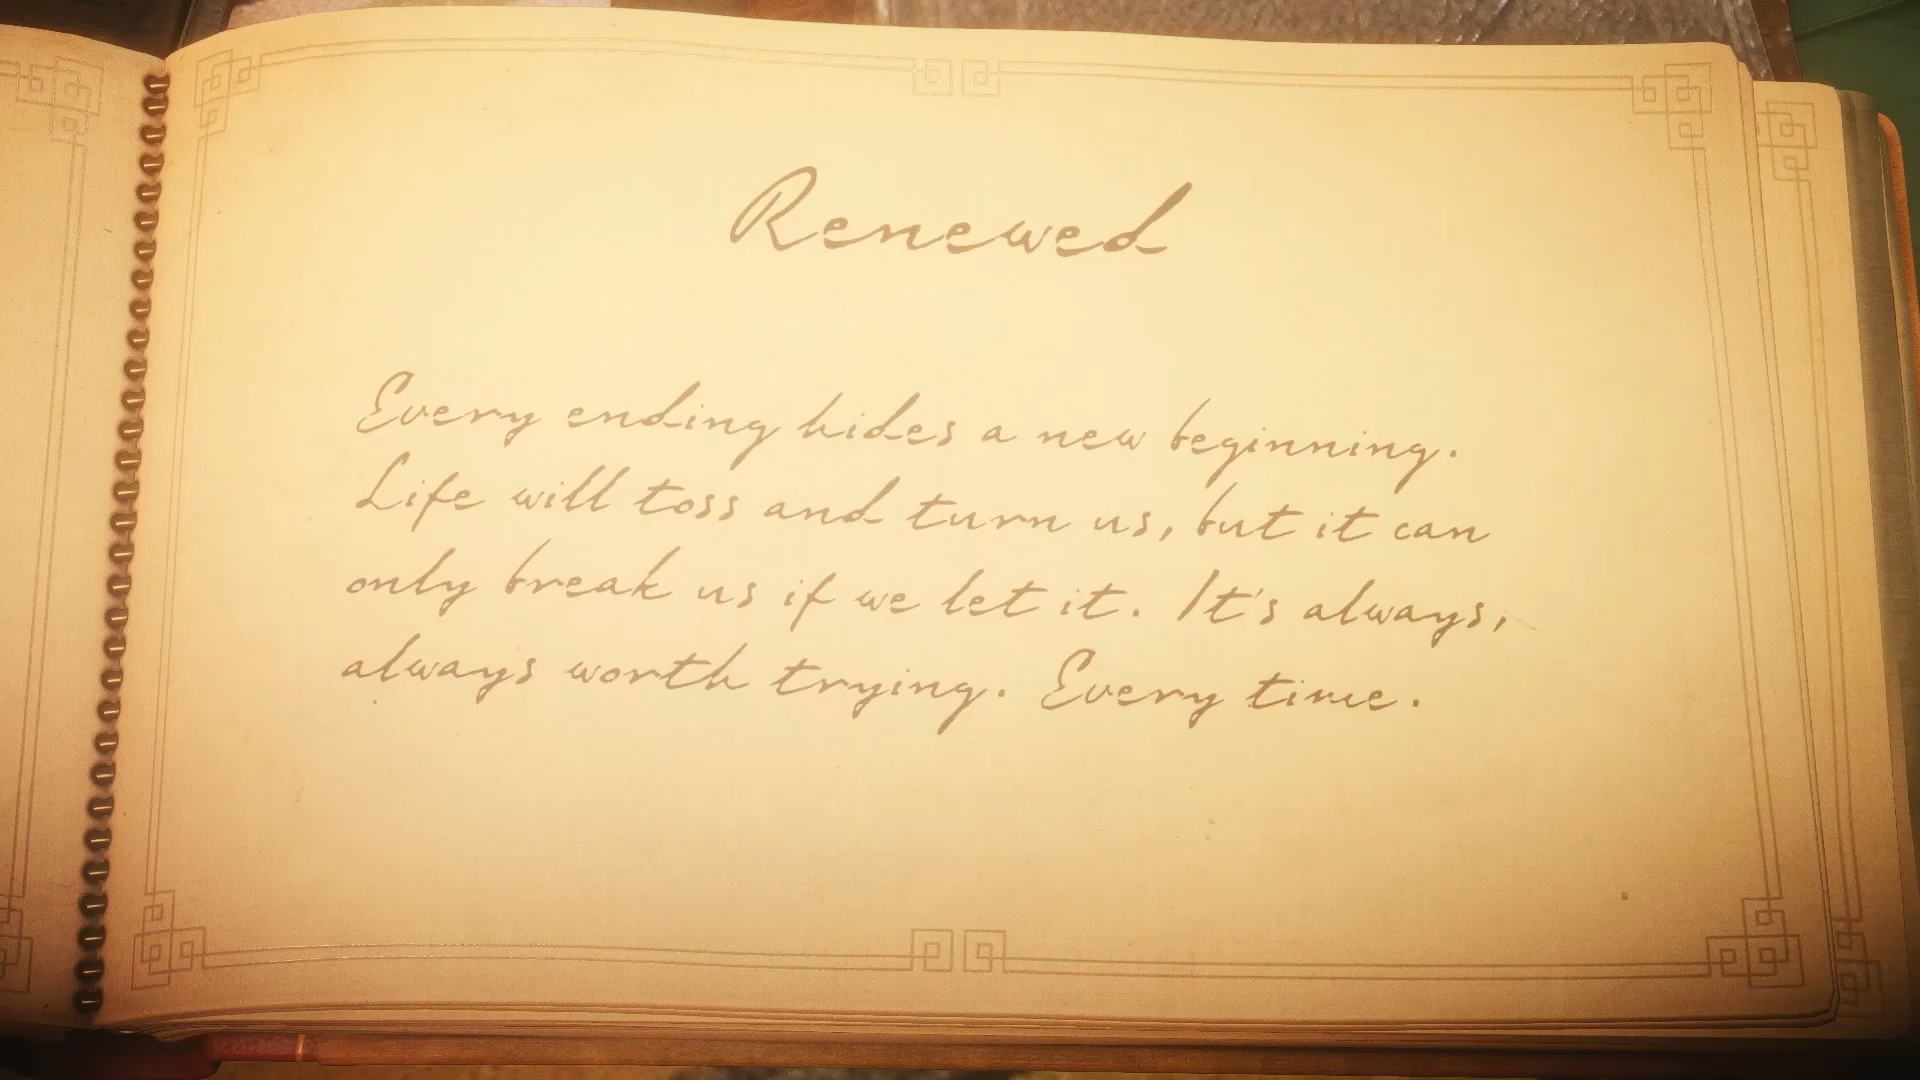 Renewed
Every ending hides a new beginning.
Life will toss and turn us, but it can
only break us if we let it. It's always,
always worth trying. Every time.